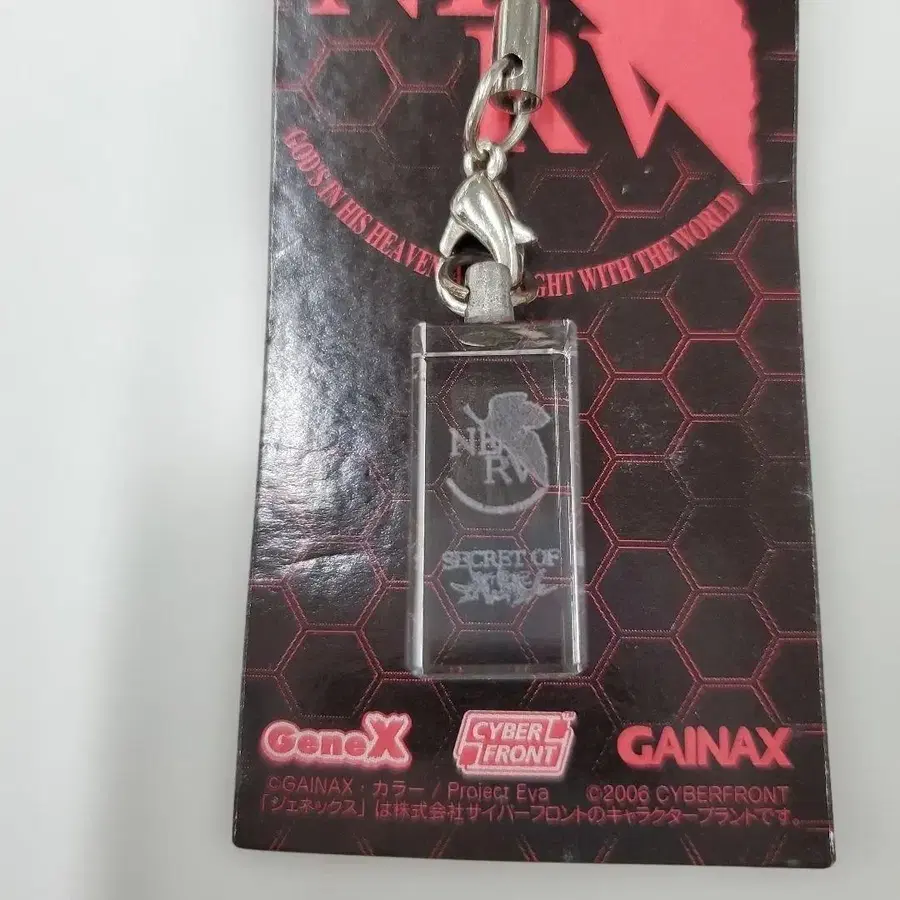 NERV
GOD'S IN HIS HEAVEN GHT WITH THE WORLD
NERV
SECRET OF
GeneX
CYBER FRONT™
GAINAX
©GAINAX・カラー / Project Eva ©2006 CYBERFRONT
「ジェネックス」は株式会社サイバーフロントのキャラクターブランドです。